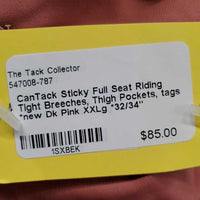 The Tack Collector
547008-787
CanTack Sticky Full Seat Riding
Tight Breeches, Thigh Pockets, tags
*new Dk Pink XXLg *32/34"
$85.00
1SXBEK